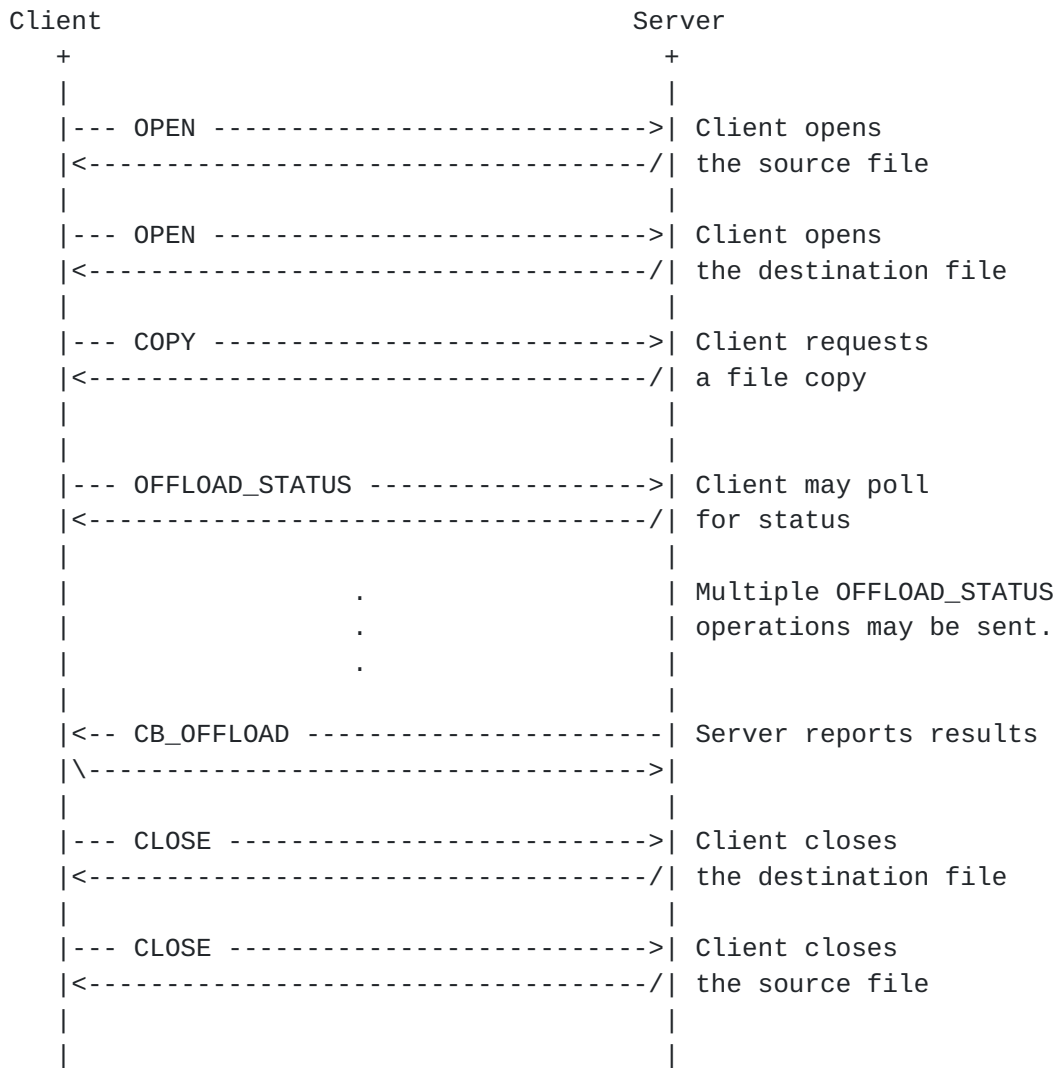 Client                                  Server
   +                                      +
   |                                      |
   |--- OPEN ---------------------------->| Client opens
   |<------------------------------------/| the source file
   |                                      |
   |--- OPEN ---------------------------->| Client opens
   |<------------------------------------/| the destination file
   |                                      |
   |--- COPY ---------------------------->| Client requests
   |<------------------------------------/| a file copy
   |                                      |
   |                                      |
   |--- OFFLOAD_STATUS ------------------>| Client may poll
   |<------------------------------------/| for status
   |                                      |
   |                  .                   | Multiple OFFLOAD_STATUS
   |                  .                   | operations may be sent.
   |                  .                   |
   |                                      |
   |<-- CB_OFFLOAD -----------------------| Server reports results
   |\------------------------------------>|
   |                                      |
   |--- CLOSE --------------------------->| Client closes
   |<------------------------------------/| the destination file
   |                                      |
   |--- CLOSE --------------------------->| Client closes
   |<------------------------------------/| the source file
   |                                      |
   |                                      |